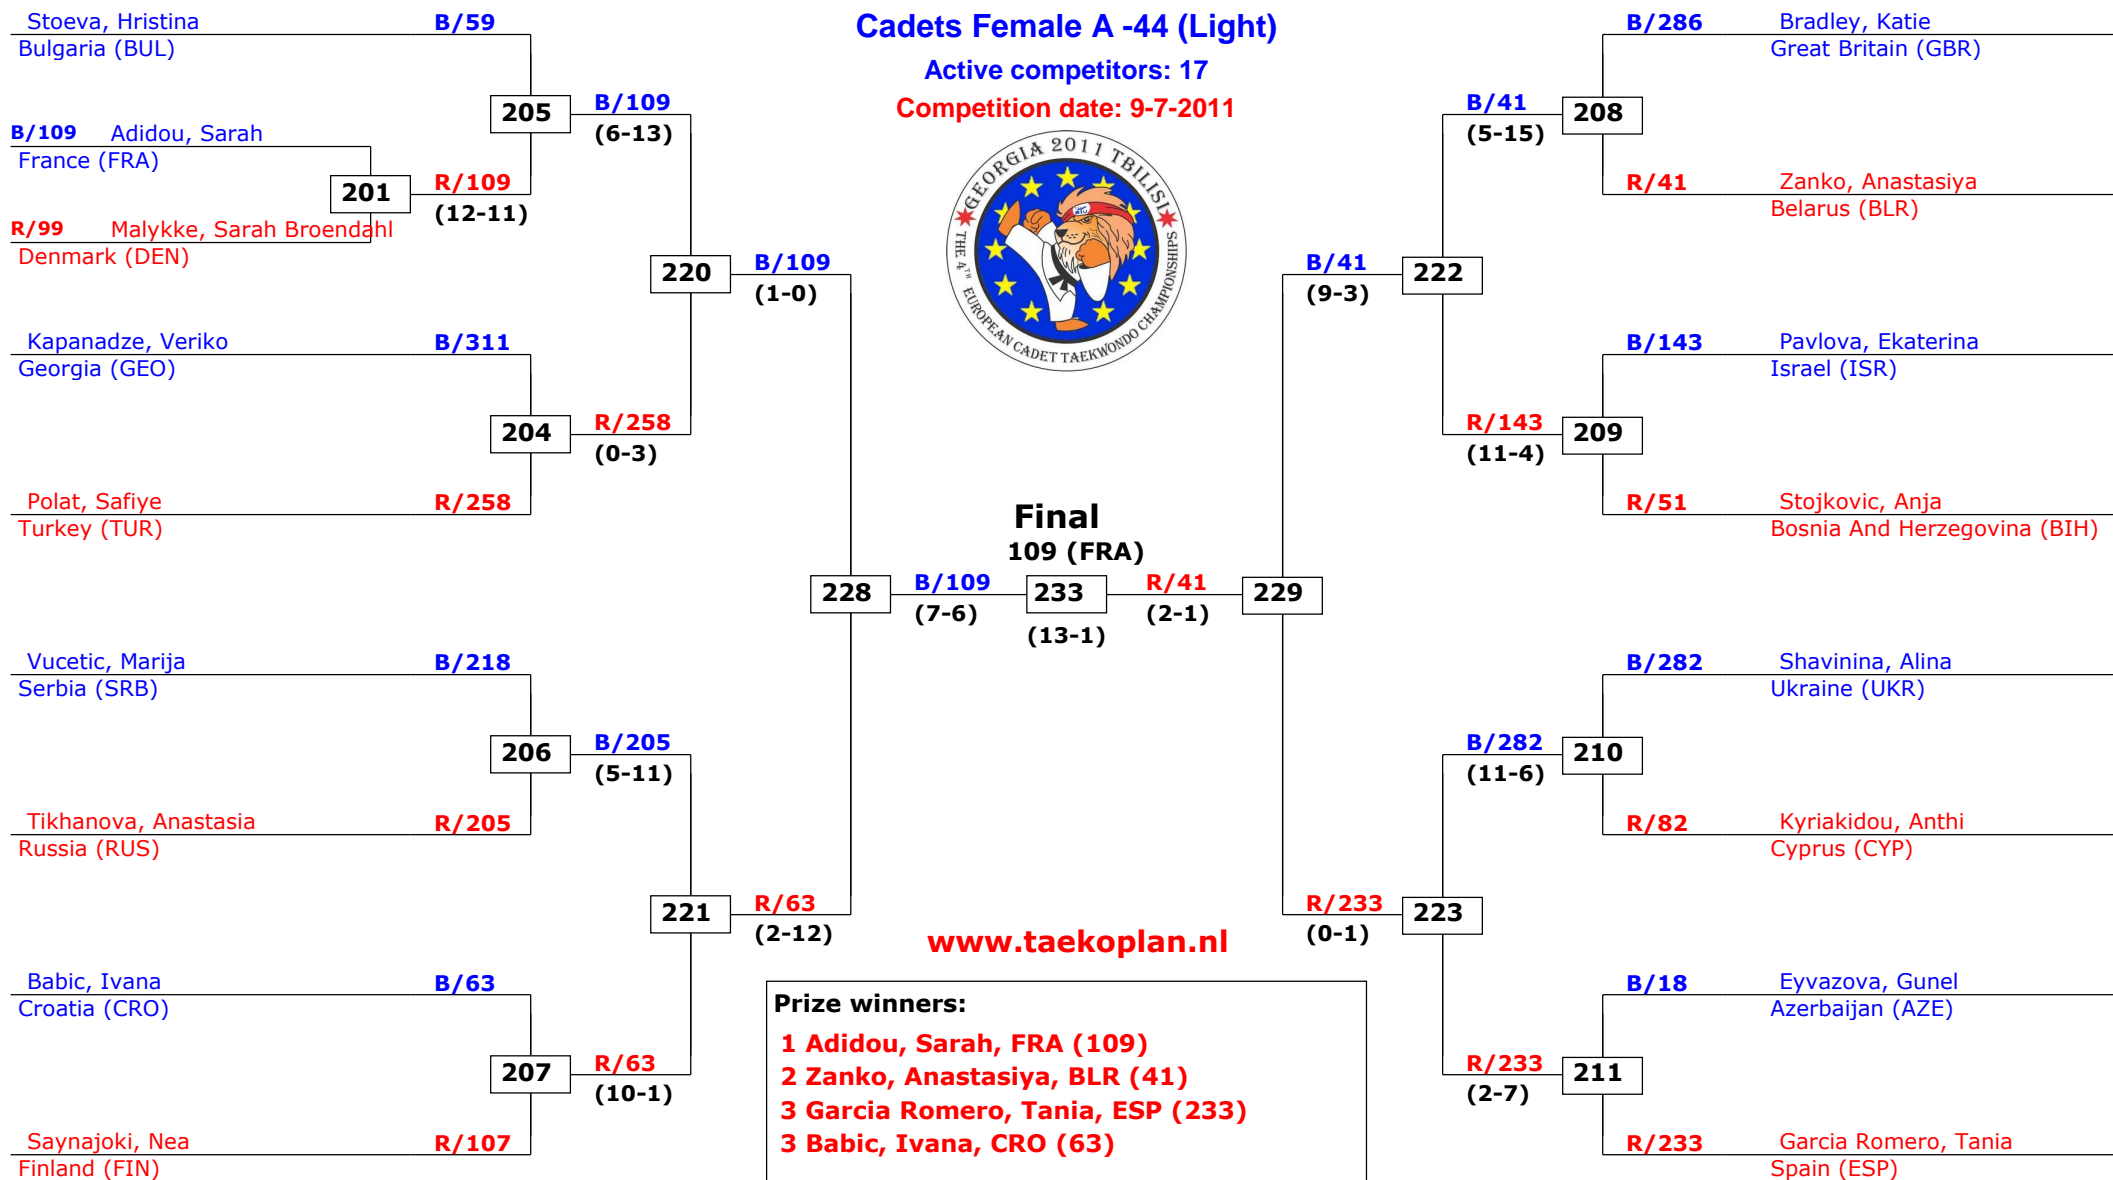 Cadets Female A -44 (Light)
Active competitors: 17
Competition date: 9-7-2011
GEORGIA 2011 TBILISI
THE 4TH EUROPEAN CADET TAEKWONDO CHAMPIONSHIPS
Stoeva, Hristina B/59
Bulgaria (BUL)
205
B/109
(6-13)
B/109 Adidou, Sarah
France (FRA)
201
R/109
(12-11)
R/99 Malykke, Sarah Broendahl
Denmark (DEN)
220
B/109
(1-0)
Kapanadze, Veriko B/311
Georgia (GEO)
204
R/258
(0-3)
Polat, Safiye R/258
Turkey (TUR)
228
B/109
(7-6)
Vucetic, Marija B/218
Serbia (SRB)
206
B/205
(5-11)
Tikhanova, Anastasia R/205
Russia (RUS)
221
R/63
(2-12)
Babic, Ivana B/63
Croatia (CRO)
207
R/63
(10-1)
Saynajoki, Nea R/107
Finland (FIN)
Final
109 (FRA)
233
(13-1)
R/41
(2-1)
229
B/286 Bradley, Katie
Great Britain (GBR)
B/41
(5-15)
208
R/41 Zanko, Anastasiya
Belarus (BLR)
B/41
(9-3)
222
B/143 Pavlova, Ekaterina
Israel (ISR)
R/143
(11-4)
209
R/51 Stojkovic, Anja
Bosnia And Herzegovina (BIH)
B/282 Shavinina, Alina
Ukraine (UKR)
B/282
(11-6)
210
R/82 Kyriakidou, Anthi
Cyprus (CYP)
R/233
(0-1)
223
B/18 Eyvazova, Gunel
Azerbaijan (AZE)
R/233
(2-7)
211
R/233 Garcia Romero, Tania
Spain (ESP)
www.taekoplan.nl
Prize winners:
1 Adidou, Sarah, FRA (109)
2 Zanko, Anastasiya, BLR (41)
3 Garcia Romero, Tania, ESP (233)
3 Babic, Ivana, CRO (63)